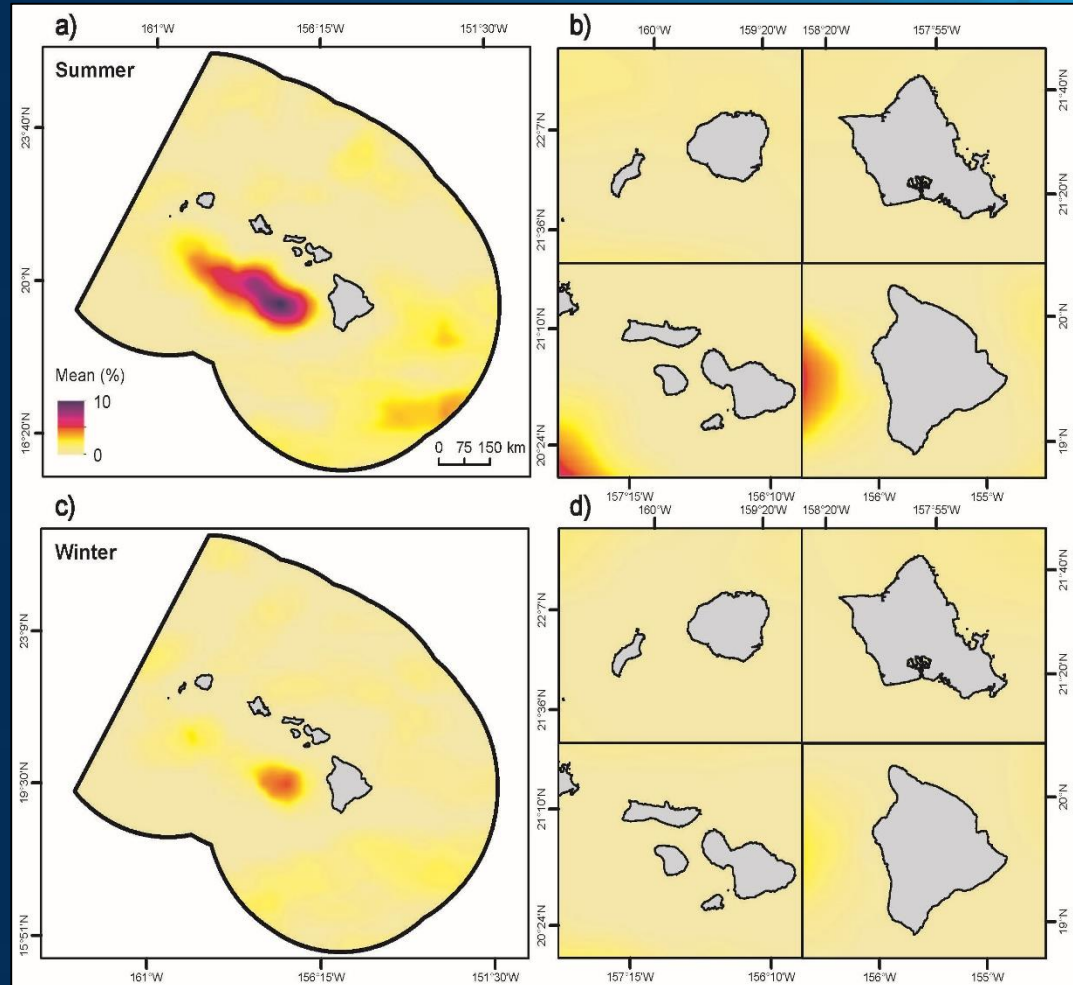 a)
161°W
156°15'W
151°30'W
Summer
23°40'N
20°N
16°20'N
Mean (%)
10
0
0 75 150 km
b)
160°W
159°20'W
158°20'W
157°55'W
22°7'N
21°36'N
21°40'N
21°20'N
21°10'N
20°24'N
20°N
19°N
157°15'W
156°10'W
156°W
155°W
c)
Winter
23°9'N
19°30'N
15°51'N
161°W
156°15'W
151°30'W
d)
160°W
159°20'W
158°20'W
157°55'W
22°7'N
21°36'N
21°40'N
21°20'N
21°10'N
20°24'N
20°N
19°N
157°15'W
156°10'W
156°W
155°W